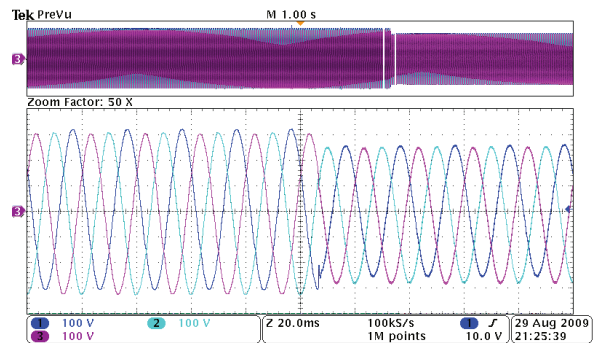 Tek PreVu M 1.00 s
3
Zoom Factor: 50 X
3
1 100 V 2 100 V Z 20.0ms 100kS/s 1 10.0 V 29 Aug 2009
3 100 V 1M points 21:25:39